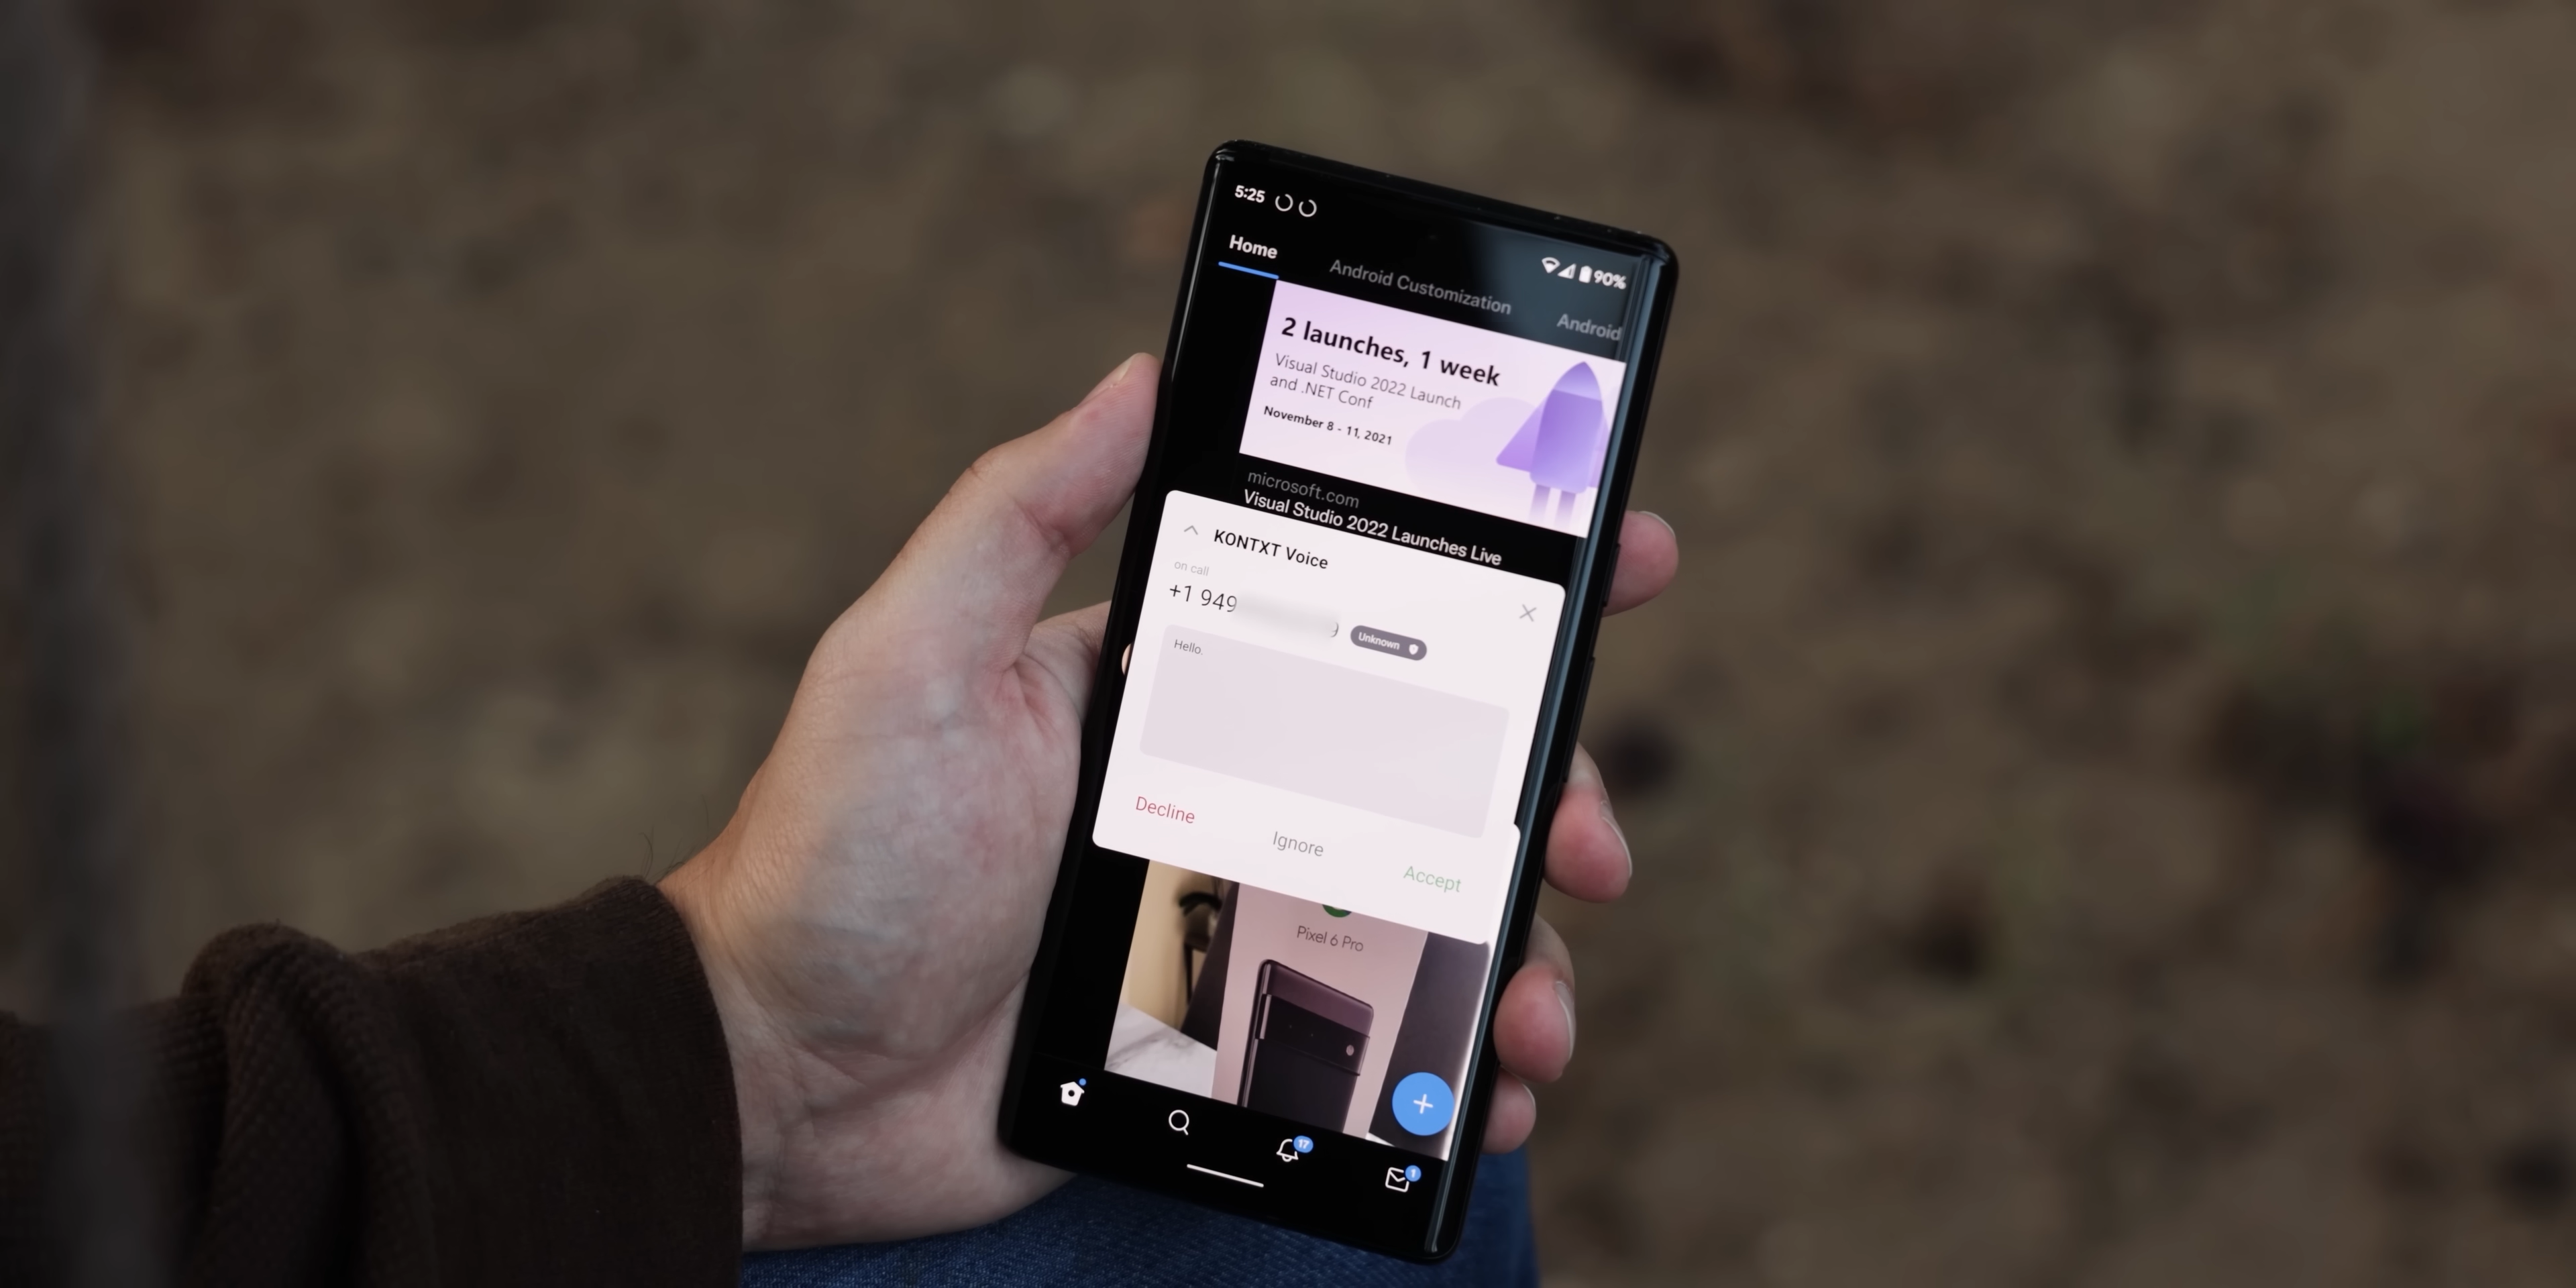 5:25
90%
Home
Android Customization
Android
2 launches, 1 week
Visual Studio 2022 Launch
and .NET Conf
November 8 - 11, 2021
microsoft.com
Visual Studio 2022 Launches Live
KONTXT Voice
on call
+1 949
Unknown
Hello.
Decline
Ignore
Accept
Pixel 6 Pro
17
1